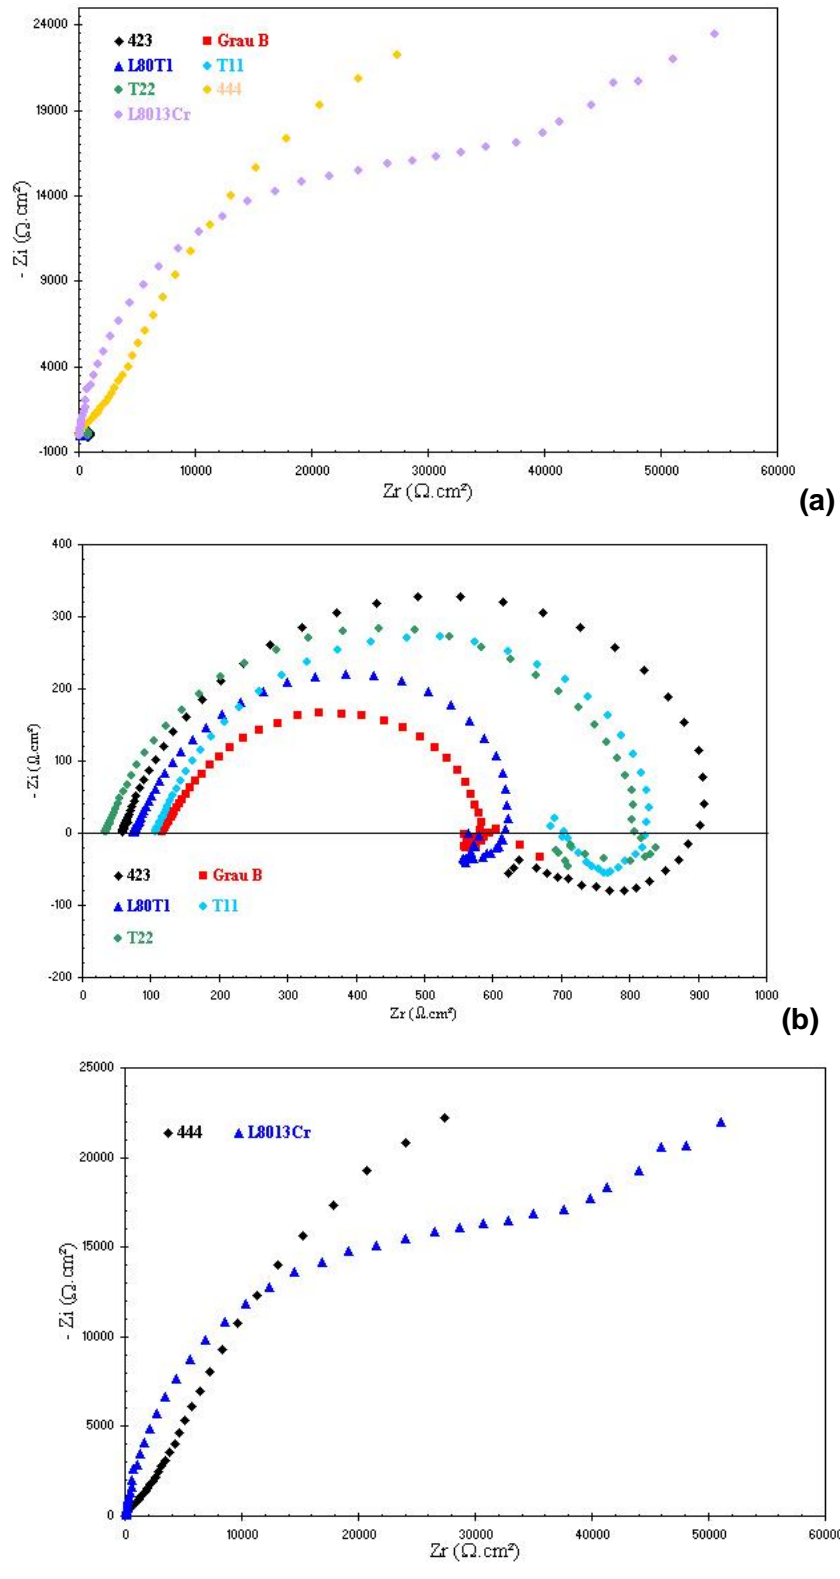 24000
423 Grau B
L80T1 T11
T22 444
L8013Cr
19000
14000
9000
4000
-1000
- Zi (Ω.cm²)
0 10000 20000 30000 40000 50000 60000
Zr (Ω.cm²)
(a)
400
300
200
100
0
-100
-200
- Zi (Ω.cm²)
423 Grau B
L80T1 T11
T22
0 100 200 300 400 500 600 700 800 900 1000
Zr (Ω.cm²)
(b)
25000
444 L8013Cr
20000
15000
10000
5000
0
- Zi (Ω.cm²)
0 10000 20000 30000 40000 50000 60000
Zr (Ω.cm²)